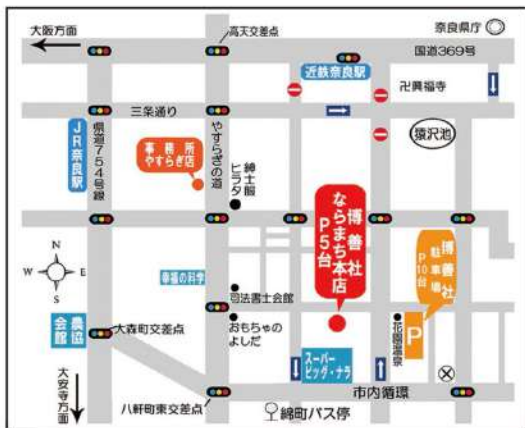 大阪方面
高天交差点
奈良県庁
国道369号
近鉄奈良駅
卍興福寺
三条通り
猿沢池
JR奈良駅
県道754号線
事務所
やすらぎ店
やすらぎの道
紳士服
ヒラタ
博善社
ならまち本店
P5台
博善社
駐車場
P10台
N
W
E
S
幸福の科学
司法書士会館
おもちゃの
よしだ
農協
会館
大森町交差点
花園温泉
P
スーパー
ビッグ・ナラ
大安寺方面
八軒町東交差点
市内循環
綿町バス停